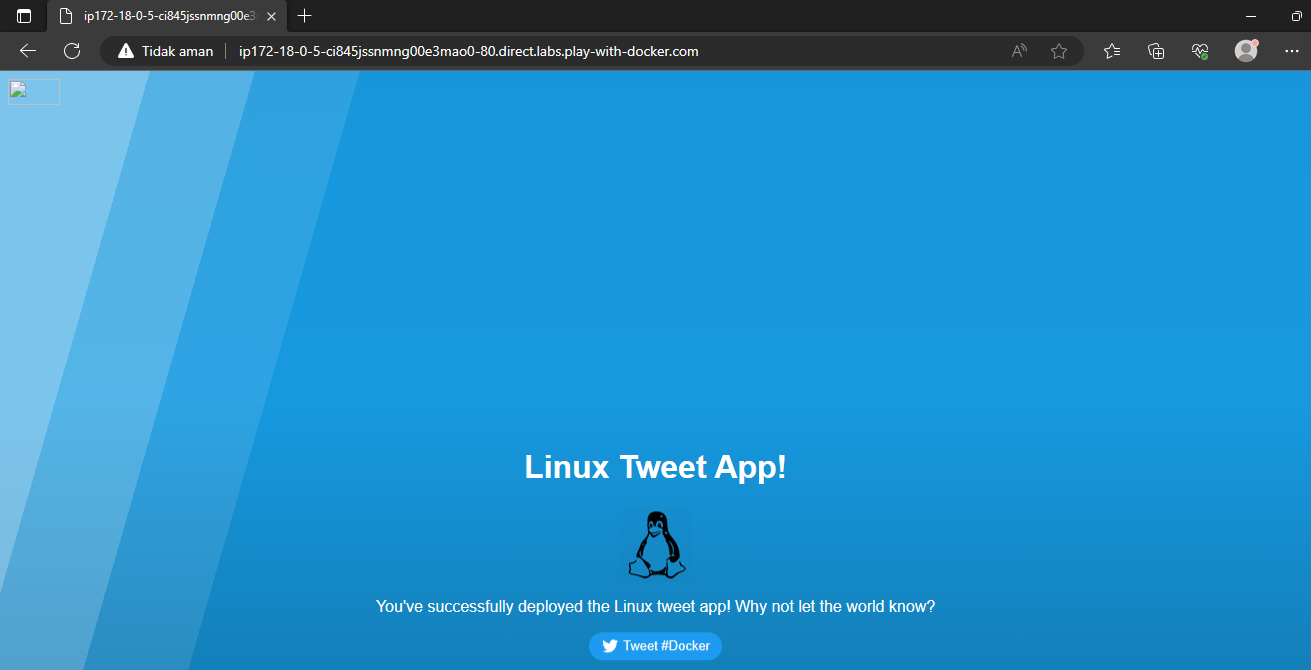 ip172-18-0-5-ci845jssnmng00e3
Tidak aman
ip172-18-0-5-ci845jssnmng00e3mao0-80.direct.labs.play-with-docker.com
Linux Tweet App!
You've successfully deployed the Linux tweet app! Why not let the world know?
Tweet #Docker